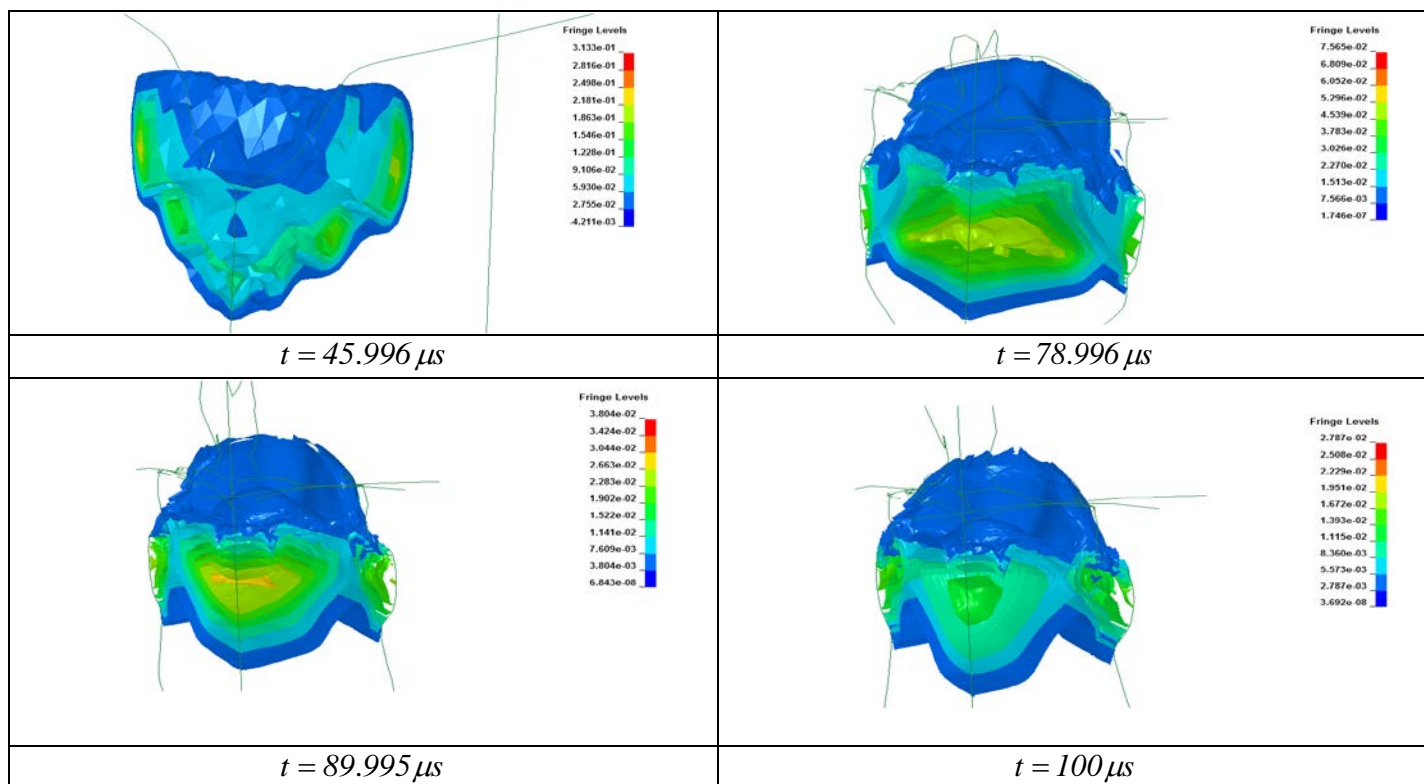 Fringe Levels
3.133e-01
2.816e-01
2.498e-01
2.181e-01
1.863e-01
1.546e-01
1.228e-01
9.106e-02
5.930e-02
2.755e-02
-4.211e-03
Fringe Levels
7.565e-02
6.809e-02
6.052e-02
5.296e-02
4.539e-02
3.783e-02
3.026e-02
2.270e-02
1.513e-02
7.566e-03
1.746e-07
t = 45.996 μs
t = 78.996 μs
Fringe Levels
3.804e-02
3.424e-02
3.044e-02
2.663e-02
2.283e-02
1.902e-02
1.522e-02
1.141e-02
7.609e-03
3.804e-03
6.843e-08
Fringe Levels
2.787e-02
2.508e-02
2.229e-02
1.951e-02
1.672e-02
1.393e-02
1.115e-02
8.360e-03
5.573e-03
2.787e-03
3.692e-08
t = 89.995 μs
t = 100 μs